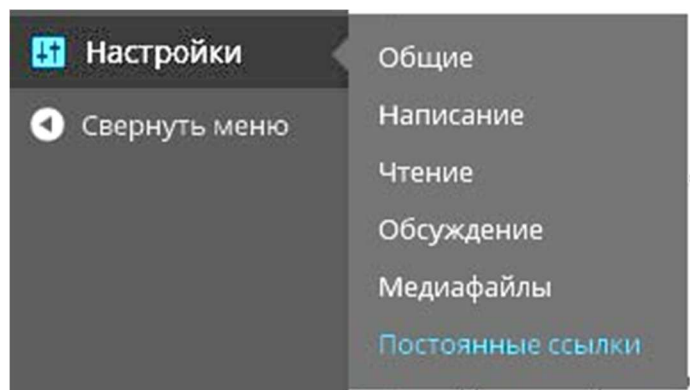 Настройки
Свернуть меню
Общие
Написание
Чтение
Обсуждение
Медиафайлы
Постоянные ссылки